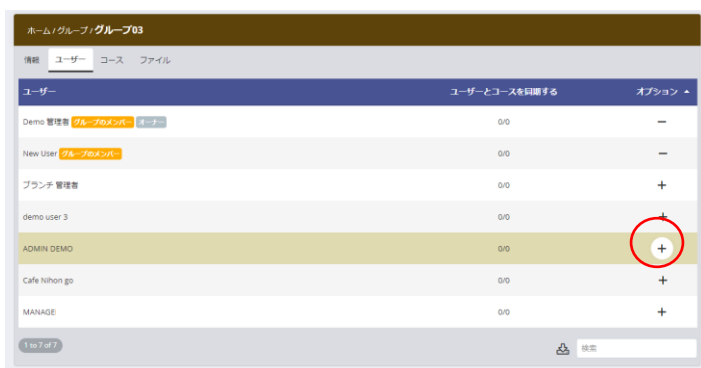 ホーム / グループ / グループ03
情報 ユーザー コース ファイル
ユーザー ユーザーとコースを同期する オプション
Demo 管理者 グループのメンバー オーナー 0/0
New User グループのメンバー 0/0
ブランチ 管理者 0/0
demo user 3 0/0
ADMIN DEMO 0/0
Cafe Nihon go 0/0
MANAGEI 0/0
1 to 7 of 7 検索